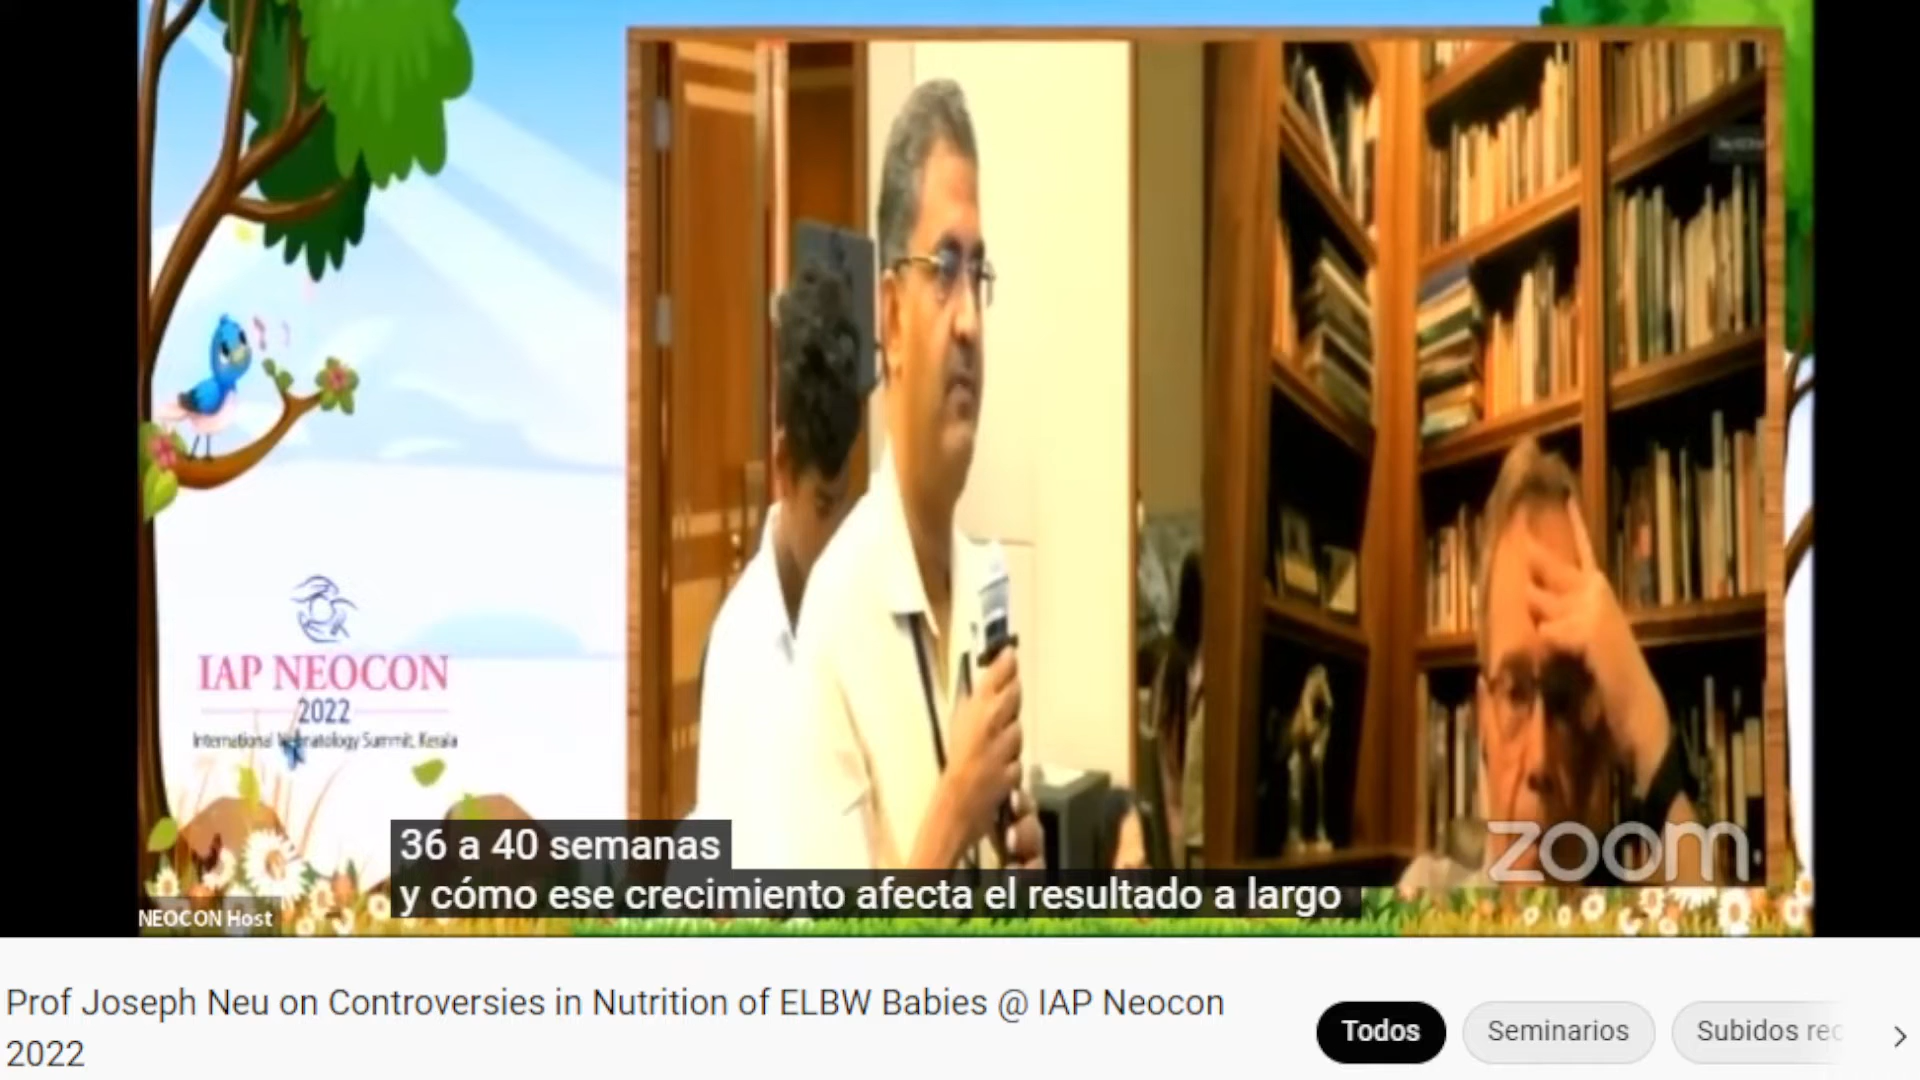 IAP NEOCON
2022
International Neonatology Summit, Kerala
36 a 40 semanas
y cómo ese crecimiento afecta el resultado a largo
zoom
NEOCON Host
Prof Joseph Neu on Controversies in Nutrition of ELBW Babies @ IAP Neocon
2022
Todos
Seminarios
Subidos rec